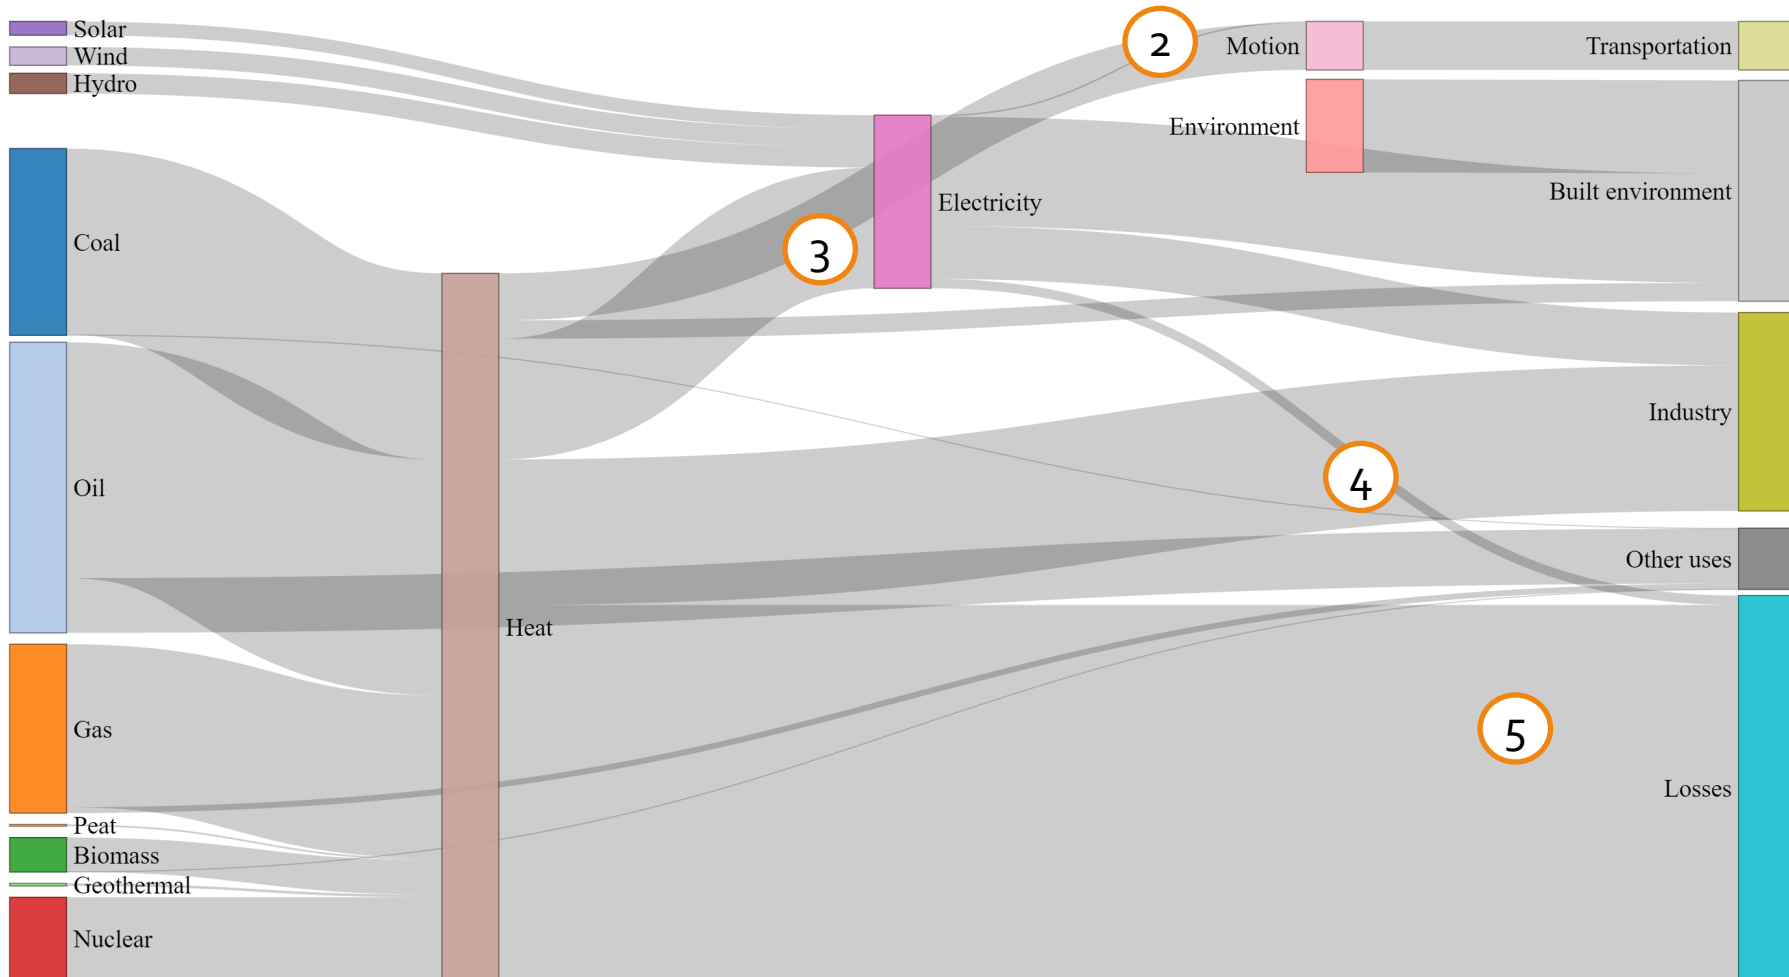 Solar
Wind
Hydro
Coal
Oil
Gas
Peat
Biomass
Geothermal
Nuclear
Heat
3
Electricity
2
Motion
Environment
4
5
Transportation
Built environment
Industry
Other uses
Losses